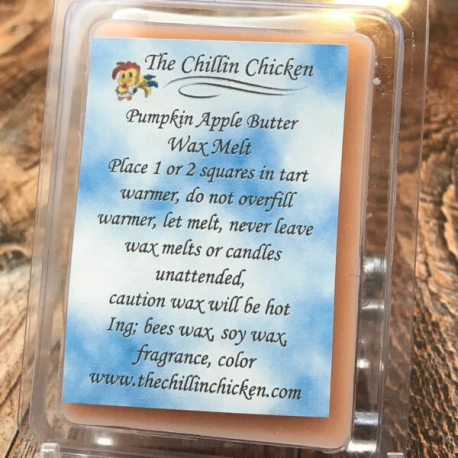 The Chillin Chicken
Pumpkin Apple Butter
Wax Melt
Place 1 or 2 squares in tart
warmer, do not overfill
warmer, let melt, never leave
wax melts or candles
unattended,
caution wax will be hot
Ing; bees wax, soy wax,
fragrance, color
www.thechillinchicken.com